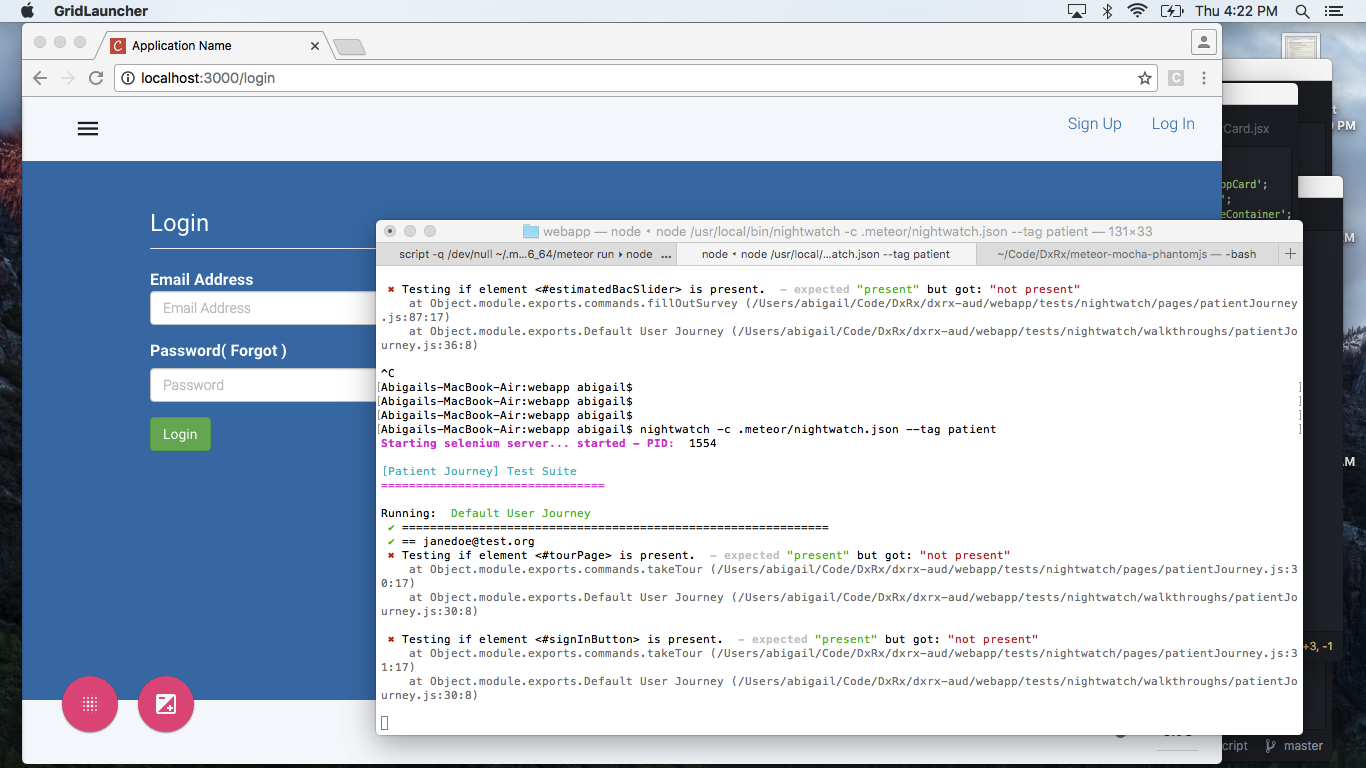 GridLauncher
Thu 4:22 PM
Application Name
localhost:3000/login
C
Sign Up
Log In
Login
Email Address
Email Address
Password( Forgot )
Password
Login
webapp — node • node /usr/local/bin/nightwatch -c .meteor/nightwatch.json --tag patient — 131×33
script -q /dev/null ~/.m...6_64/meteor run ▸ node ...
node • node /usr/local/...atch.json --tag patient
~/Code/DxRx/meteor-mocha-phantomjs — -bash
✖ Testing if element <#estimatedBacSlider> is present.  – expected "present" but got: "not present"
at Object.module.exports.commands.fillOutSurvey (/Users/abigail/Code/DxRx/dxrx-aud/webapp/tests/nightwatch/pages/patientJourney
.js:87:17)
at Object.module.exports.Default User Journey (/Users/abigail/Code/DxRx/dxrx-aud/webapp/tests/nightwatch/walkthroughs/patientJo
urney.js:36:8)
^C
[Abigails-MacBook-Air:webapp abigail$ ]
[Abigails-MacBook-Air:webapp abigail$ ]
[Abigails-MacBook-Air:webapp abigail$ ]
[Abigails-MacBook-Air:webapp abigail$ nightwatch -c .meteor/nightwatch.json --tag patient ]
Starting selenium server... started - PID:  1554
[Patient Journey] Test Suite
================================
Running:  Default User Journey
✔ =============================================================
✔ == janedoe@test.org
✖ Testing if element <#tourPage> is present.  – expected "present" but got: "not present"
at Object.module.exports.commands.takeTour (/Users/abigail/Code/DxRx/dxrx-aud/webapp/tests/nightwatch/pages/patientJourney.js:3
0:17)
at Object.module.exports.Default User Journey (/Users/abigail/Code/DxRx/dxrx-aud/webapp/tests/nightwatch/walkthroughs/patientJo
urney.js:30:8)
✖ Testing if element <#signInButton> is present.  – expected "present" but got: "not present"
at Object.module.exports.commands.takeTour (/Users/abigail/Code/DxRx/dxrx-aud/webapp/tests/nightwatch/pages/patientJourney.js:3
1:17)
at Object.module.exports.Default User Journey (/Users/abigail/Code/DxRx/dxrx-aud/webapp/tests/nightwatch/walkthroughs/patientJo
urney.js:30:8)
Card.jsx
ppCard';
';
eContainer';
PM
+3, -1
cript
master